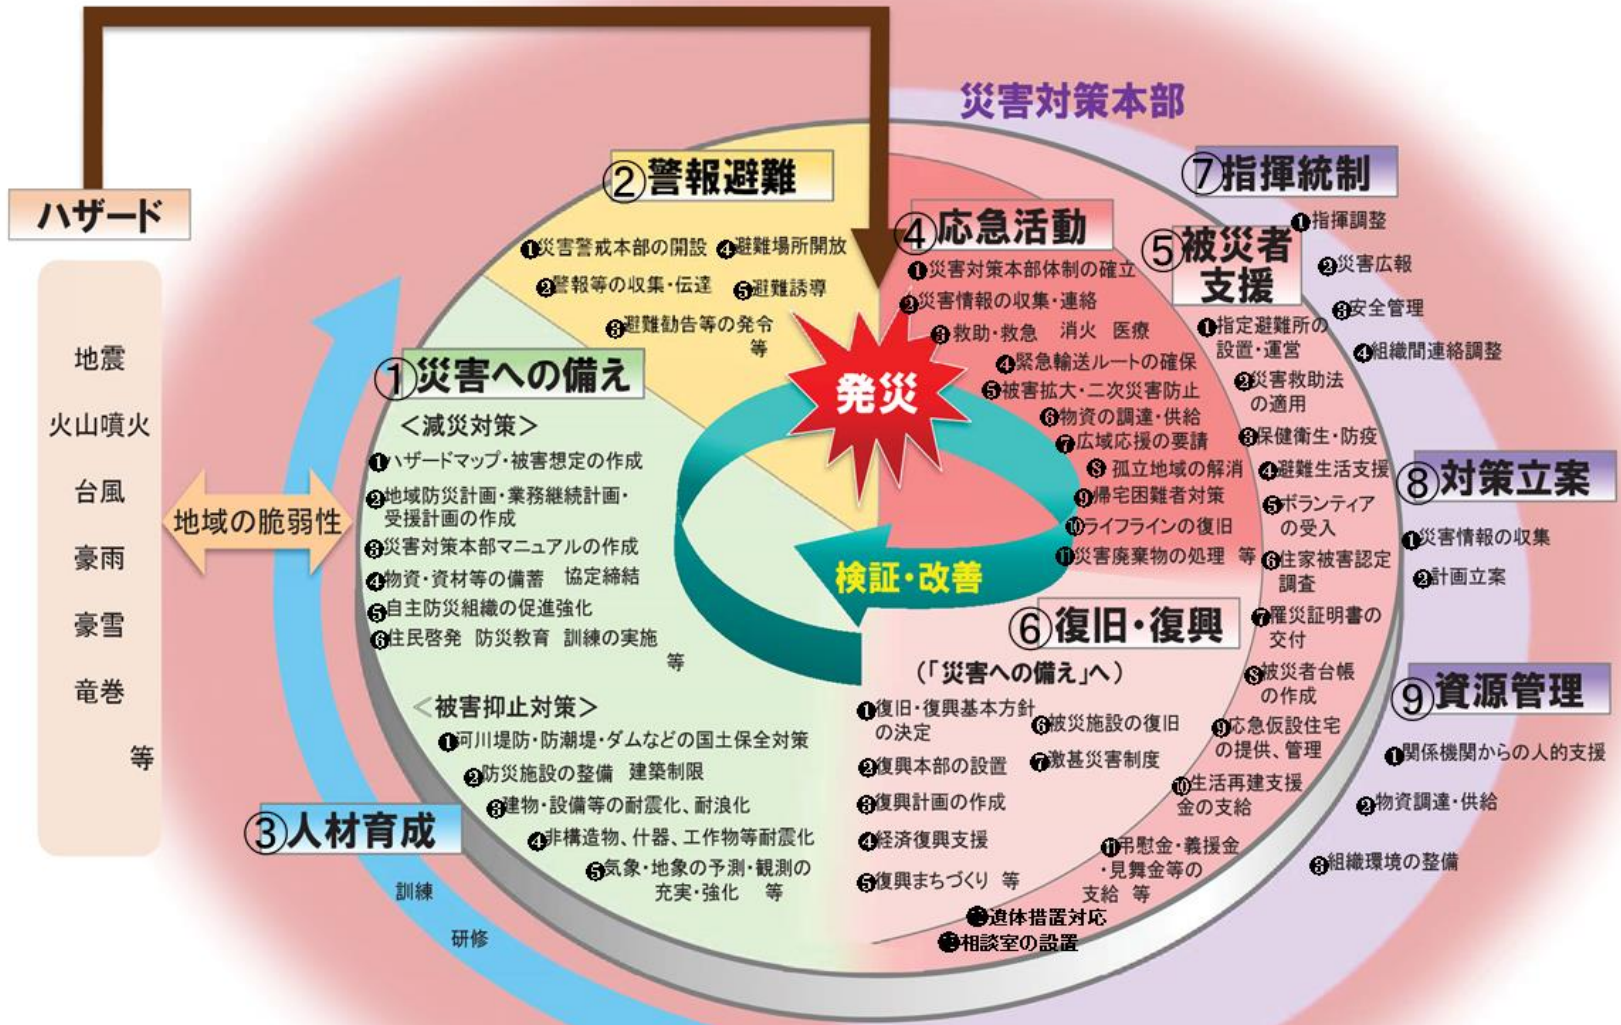 災害対策本部
ハザード
地震
火山噴火
台風
豪雨
豪雪
竜巻
等
地域の脆弱性
①災害への備え
<減災対策>
❶ハザードマップ・被害想定の作成
❷地域防災計画・業務継続計画・
受援計画の作成
❸災害対策本部マニュアルの作成
❹物資・資材等の備蓄　協定締結
❺自主防災組織の促進強化
❻住民啓発　防災教育　訓練の実施
等
<被害抑止対策>
❶河川堤防・防潮堤・ダムなどの国土保全対策
❷防災施設の整備　建築制限
❸建物・設備等の耐震化、耐浪化
❹非構造物、什器、工作物等耐震化
❺気象・地象の予測・観測の
充実・強化　等
②警報避難
❶災害警戒本部の開設
❷警報等の収集・伝達
❸避難勧告等の発令
❹避難場所開放
❺避難誘導
等
③人材育成
訓練
研修
発災
検証・改善
④応急活動
❶災害対策本部体制の確立
❷災害情報の収集・連絡
❸救助・救急　消火　医療
❹緊急輸送ルートの確保
❺被害拡大・二次災害防止
❻物資の調達・供給
❼広域応援の要請
❽孤立地域の解消
❾帰宅困難者対策
❿ライフラインの復旧
⓫災害廃棄物の処理　等
⑤被災者
支援
❶指定避難所の
設置・運営
❷災害救助法
の適用
❸保健衛生・防疫
❹避難生活支援
❺ボランティア
の受入
❻住家被害認定
調査
❼罹災証明書の
交付
❽被災者台帳
の作成
❾応急仮設住宅
の提供、管理
❿生活再建支援
金の支給
⓫弔慰金・義援金
・見舞金等の
支給　等
遺体措置対応
相談室の設置
⑥復旧・復興
(「災害への備え」へ)
❶復旧・復興基本方針
の決定
❷復興本部の設置
❸復興計画の作成
❹経済復興支援
❺復興まちづくり　等
❻被災施設の復旧
❼激甚災害制度
⑦指揮統制
❶指揮調整
❷災害広報
❸安全管理
❹組織間連絡調整
⑧対策立案
❶災害情報の収集
❷計画立案
⑨資源管理
❶関係機関からの人的支援
❷物資調達・供給
❸組織環境の整備